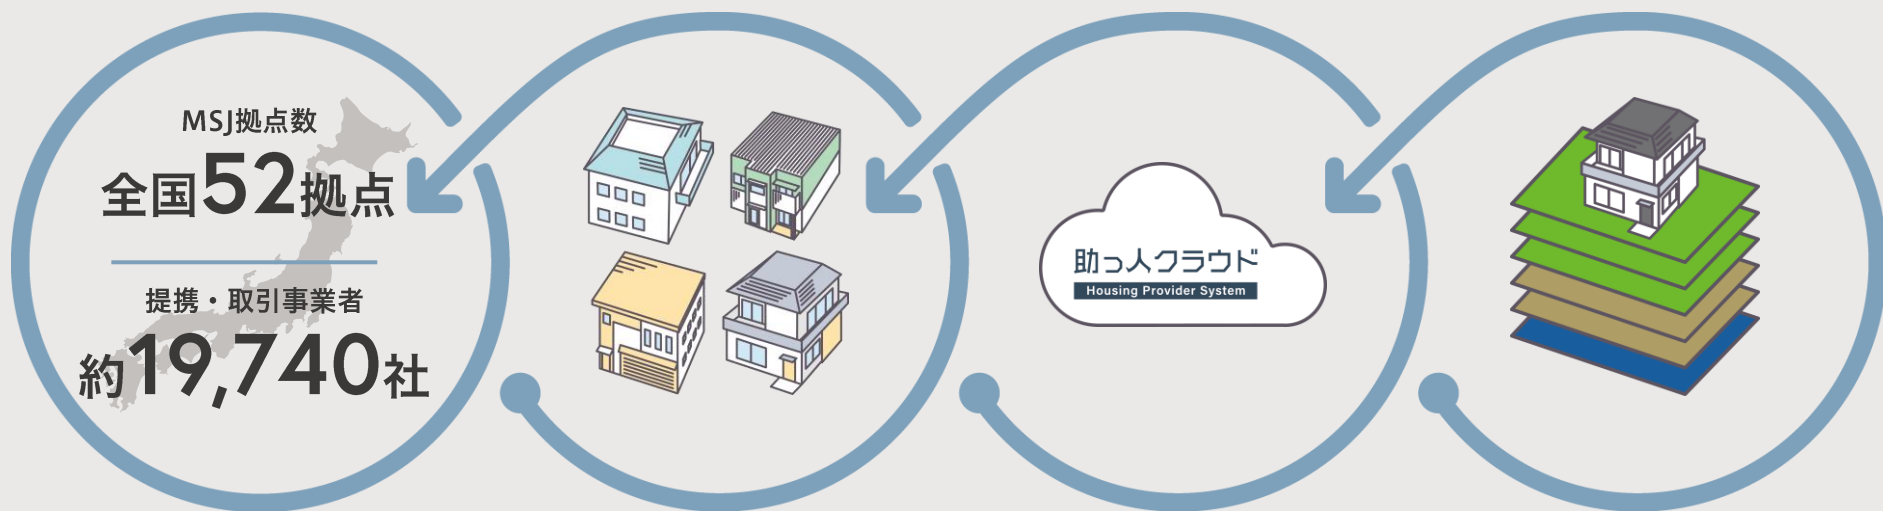 MSJ拠点数
全国52拠点
提携・取引事業者
約19,740社
助っ人クラウド
Housing Provider System